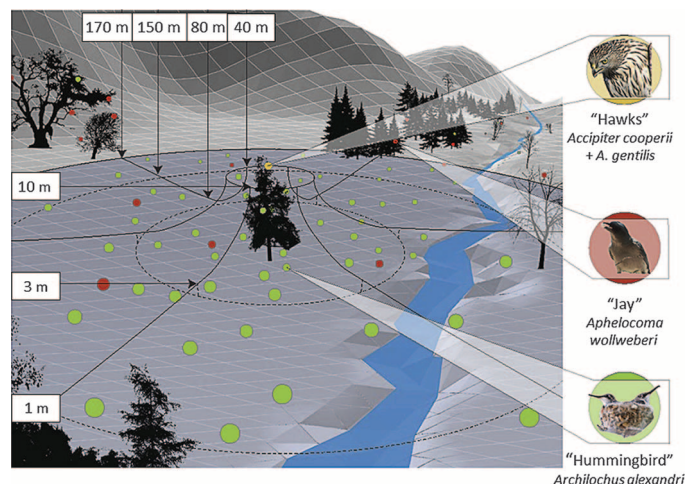 170 m 150 m 80 m 40 m
10 m
3 m
1 m
“Hawks”
Accipiter cooperii
+ A. gentilis
“Jay”
Aphelocoma
wollweberi
“Hummingbird”
Archilochus alexandri